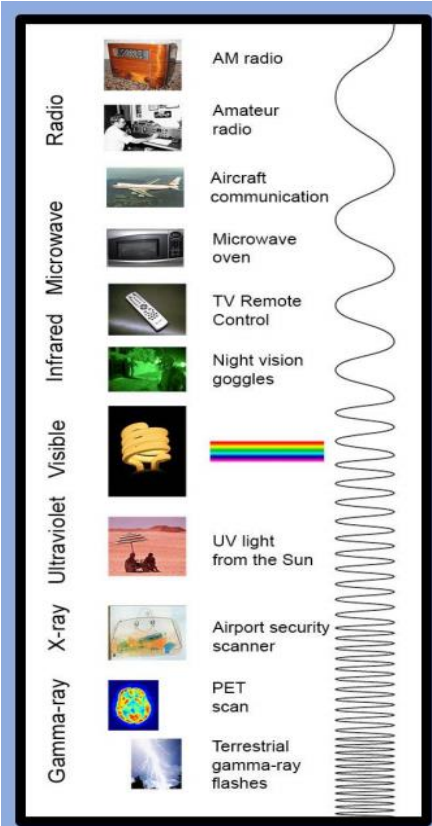 Radio
AM radio
Amateur
radio
Aircraft
communication
Microwave
Microwave
oven
Infrared
TV Remote
Control
Night vision
goggles
Visible
Ultraviolet
UV light
from the Sun
X-ray
Airport security
scanner
Gamma-ray
PET
scan
Terrestrial
gamma-ray
flashes